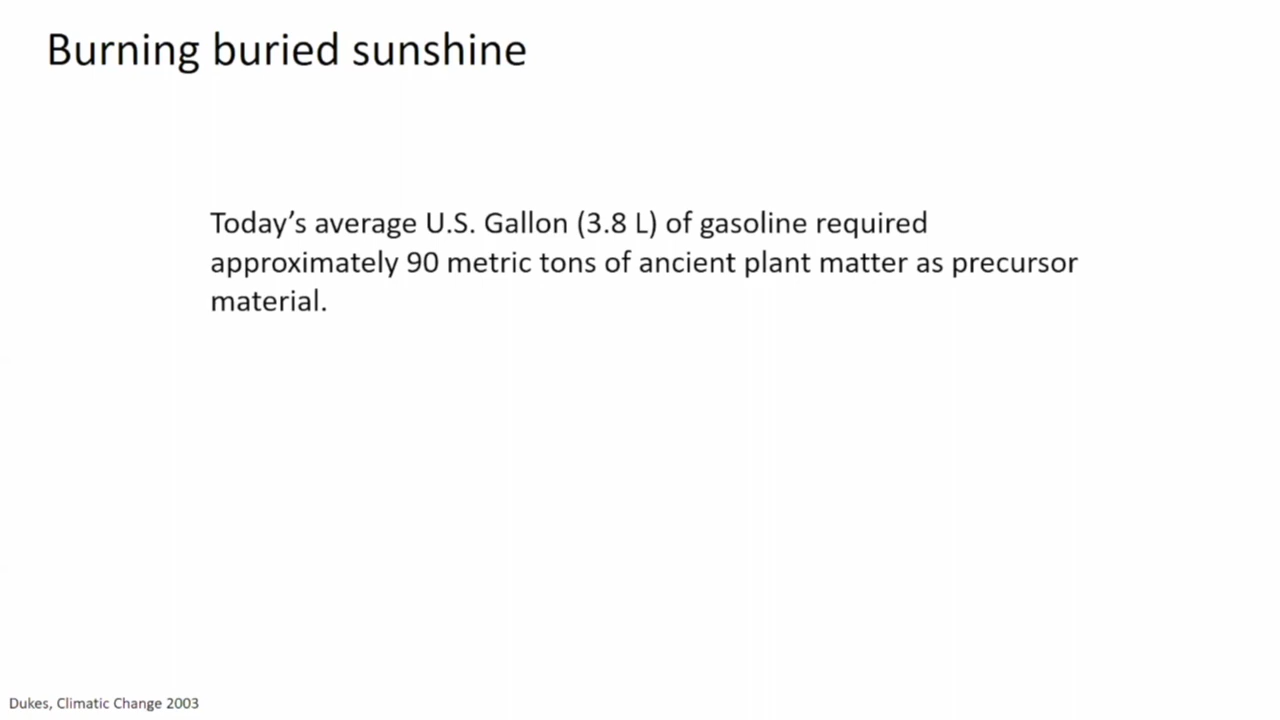 Burning buried sunshine
Today’s average U.S. Gallon (3.8 L) of gasoline required
approximately 90 metric tons of ancient plant matter as precursor
material.
Dukes, Climatic Change 2003